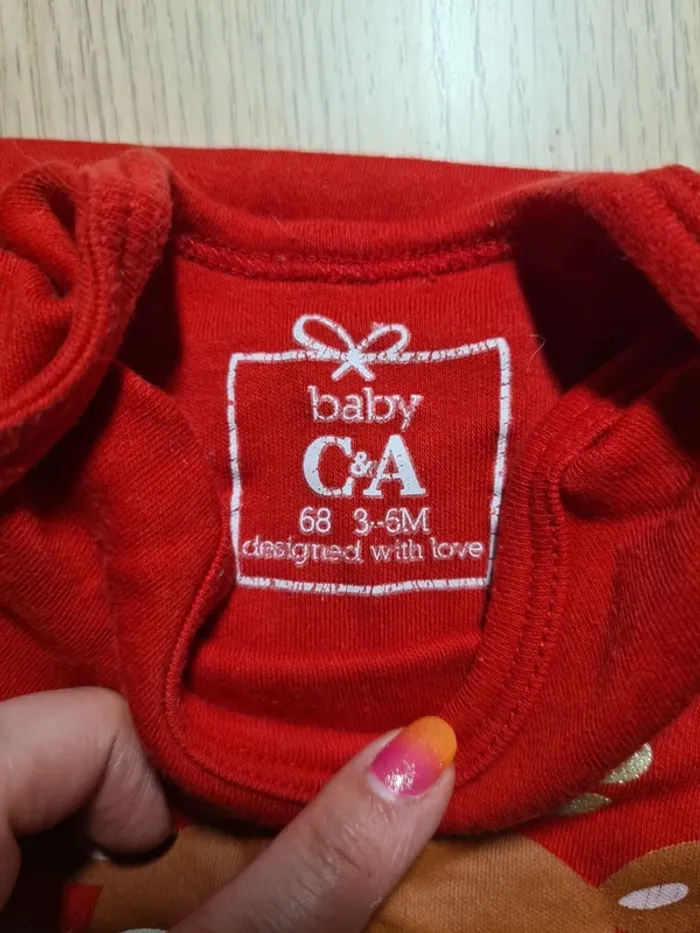 baby
C&A
68 3-6M
designed with love